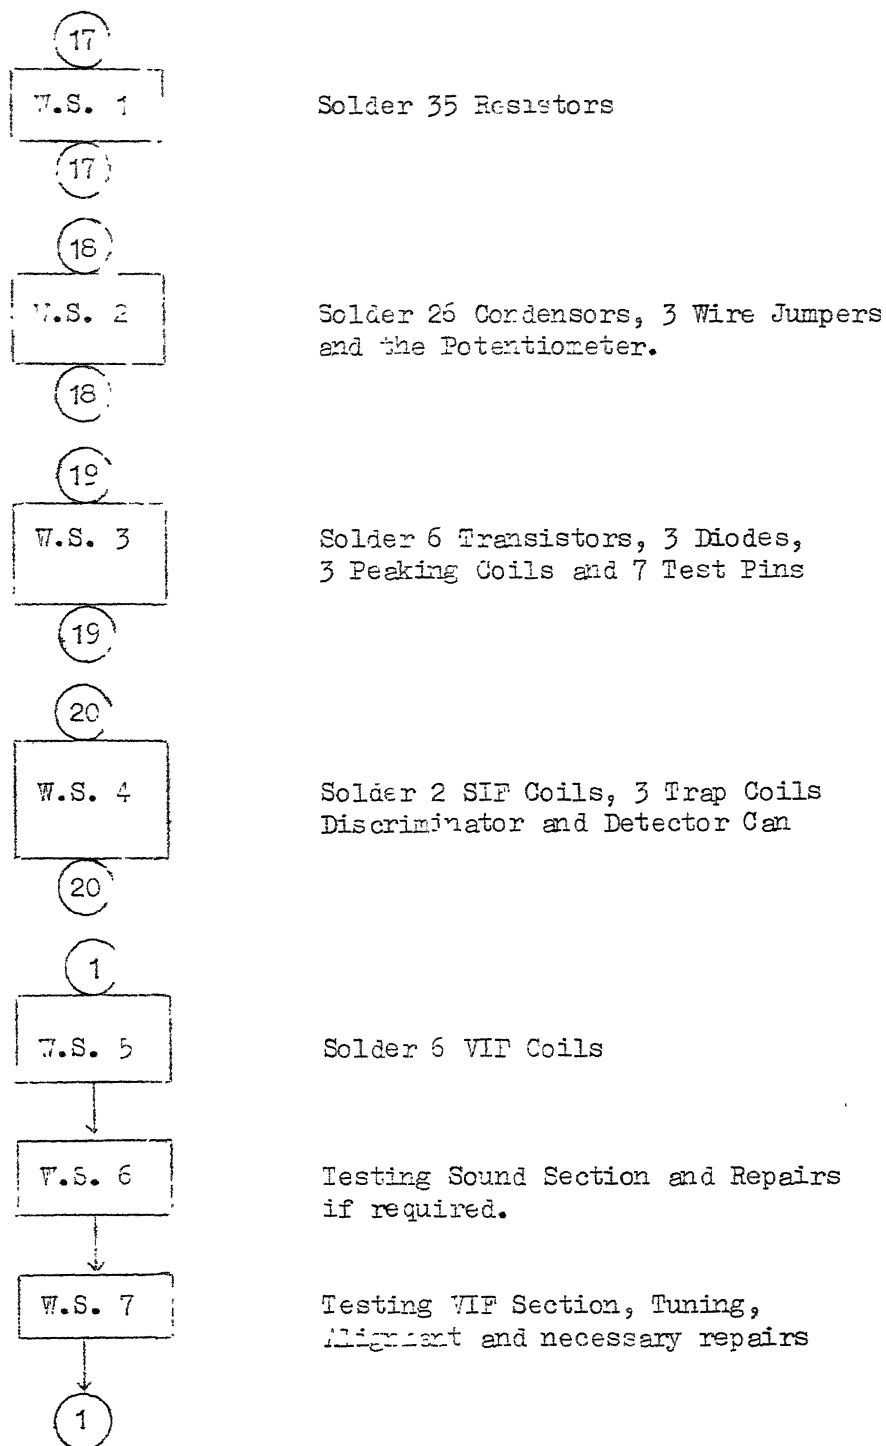 17
W.S. 1 Solder 35 Resistors
17
18
W.S. 2 Solder 26 Condensors, 3 Wire Jumpers
and the Potentiometer.
18
19
W.S. 3 Solder 6 Transistors, 3 Diodes,
3 Peaking Coils and 7 Test Pins
19
20
W.S. 4 Solder 2 SIF Coils, 3 Trap Coils
Discriminator and Detector Can
20
1
W.S. 5 Solder 6 VIF Coils
W.S. 6 Testing Sound Section and Repairs
if required.
W.S. 7 Testing VIF Section, Tuning,
Alignment and necessary repairs
1